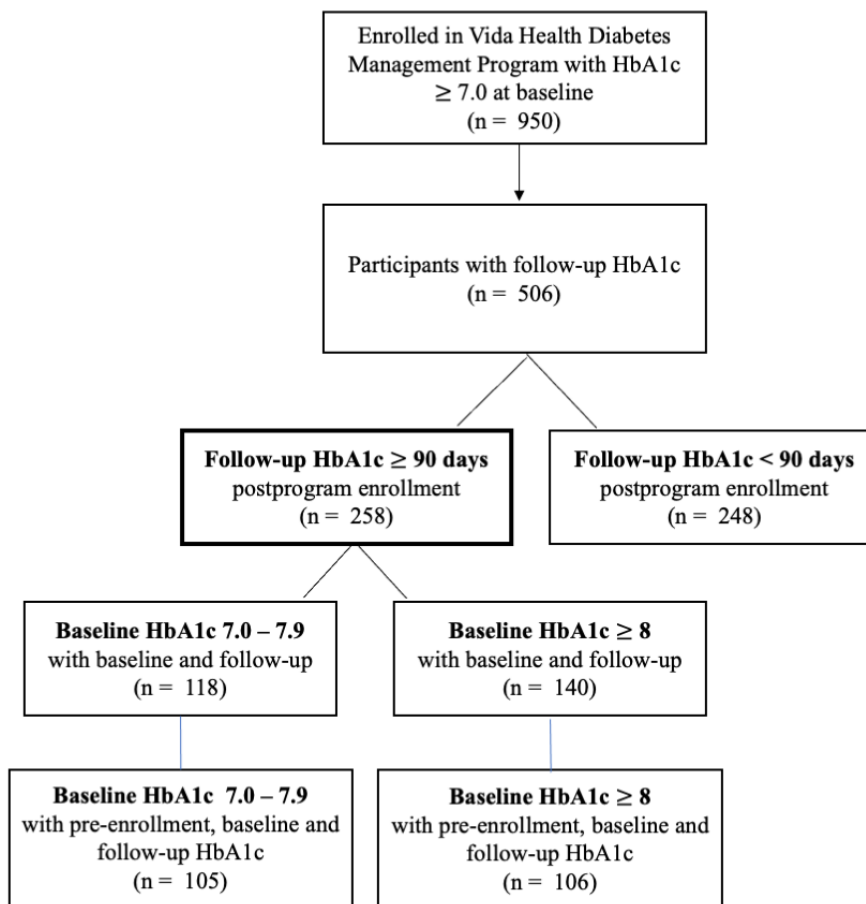 Enrolled in Vida Health Diabetes
Management Program with HbA1c
≥ 7.0 at baseline
(n = 950)
Participants with follow-up HbA1c
(n = 506)
Follow-up HbA1c ≥ 90 days
postprogram enrollment
(n = 258)
Follow-up HbA1c < 90 days
postprogram enrollment
(n = 248)
Baseline HbA1c 7.0 – 7.9
with baseline and follow-up
(n = 118)
Baseline HbA1c ≥ 8
with baseline and follow-up
(n = 140)
Baseline HbA1c 7.0 – 7.9
with pre-enrollment, baseline and
follow-up HbA1c
(n = 105)
Baseline HbA1c ≥ 8
with pre-enrollment, baseline and
follow-up HbA1c
(n = 106)